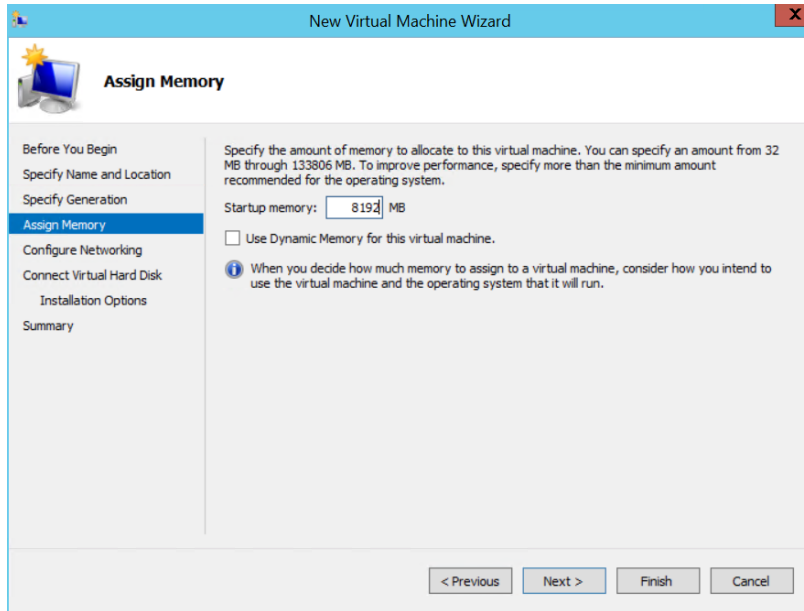 New Virtual Machine Wizard
X
Assign Memory
Before You Begin
Specify Name and Location
Specify Generation
Assign Memory
Configure Networking
Connect Virtual Hard Disk
Installation Options
Summary
Specify the amount of memory to allocate to this virtual machine. You can specify an amount from 32
MB through 133806 MB. To improve performance, specify more than the minimum amount
recommended for the operating system.
Startup memory: 8192 MB
Use Dynamic Memory for this virtual machine.
When you decide how much memory to assign to a virtual machine, consider how you intend to
use the virtual machine and the operating system that it will run.
< Previous Next > Finish Cancel